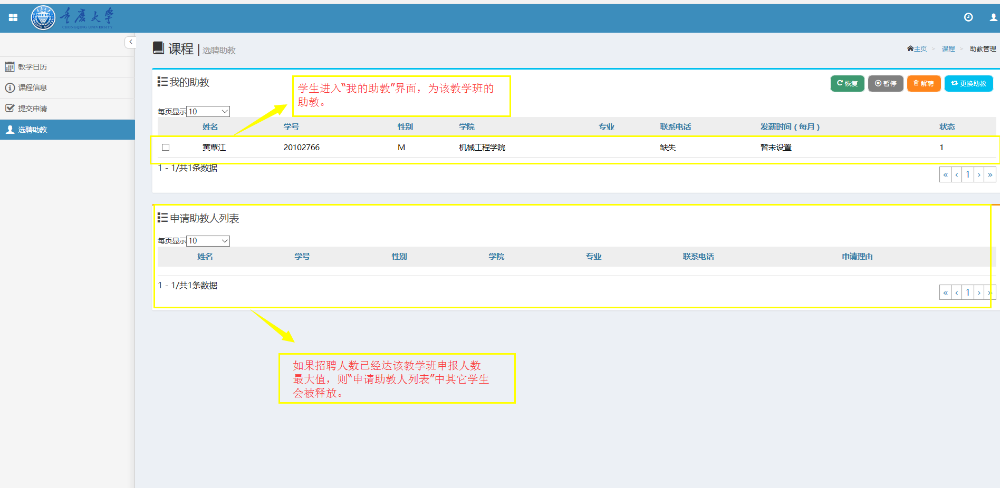 重庆大学
CHONGQING UNIVERSITY
教学日历
课程信息
提交申请
选聘助教
课程 | 选聘助教
主页 > 课程 > 助教管理
我的助教
恢复 暂停 解聘 更换助教
学生进入“我的助教”界面，为该教学班的
助教。
每页显示 10
姓名 学号 性别 学院 专业 联系电话 发薪时间 ( 每月 ) 状态
黄覃江 20102766 M 机械工程学院 缺失 暂未设置 1
1 - 1/共1条数据
« ‹ 1 › »
申请助教人列表
每页显示 10
姓名 学号 性别 学院 专业 联系电话 申请理由
1 - 1/共1条数据
« ‹ 1 › »
如果招聘人数已经达该教学班申报人数
最大值，则“申请助教人列表”中其它学生
会被释放。